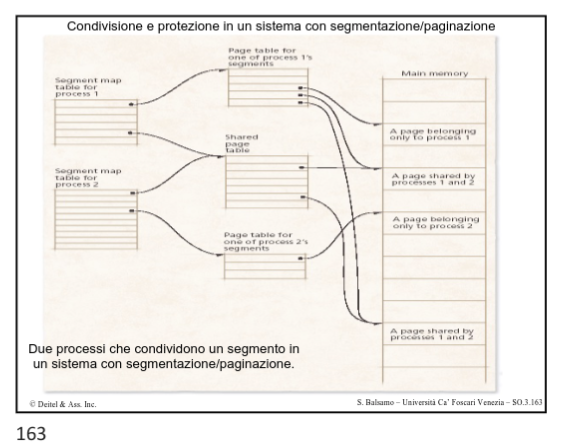 Condivisione e protezione in un sistema con segmentazione/paginazione
Page table for
one of process 1's
segments
Main memory
Segment map
table for
process 1
A page belonging
only to process 1
Shared
page
table
Segment map
table for
process 2
A page shared by
processes 1 and 2
A page belonging
only to process 2
Page table for
one of process 2's
segments
A page shared by
processes 1 and 2
Due processi che condividono un segmento in
un sistema con segmentazione/paginazione.
© Deitel & Ass. Inc.
S. Balsamo – Università Ca' Foscari Venezia – SO.3.163
163